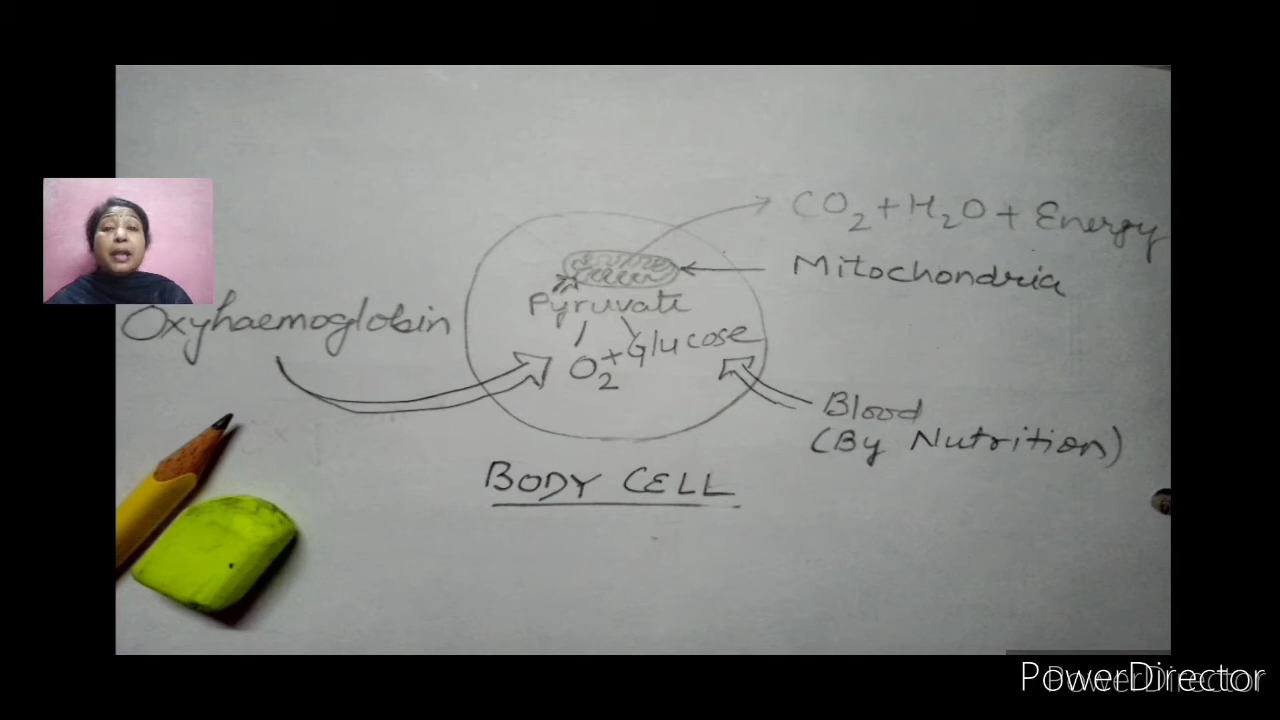 CO2 + H2O + Energy
Mitochondria
Oxyhaemoglobin
Pyruvate
O2 + Glucose
Blood
(By Nutrition)
BODY CELL
PowerDirector